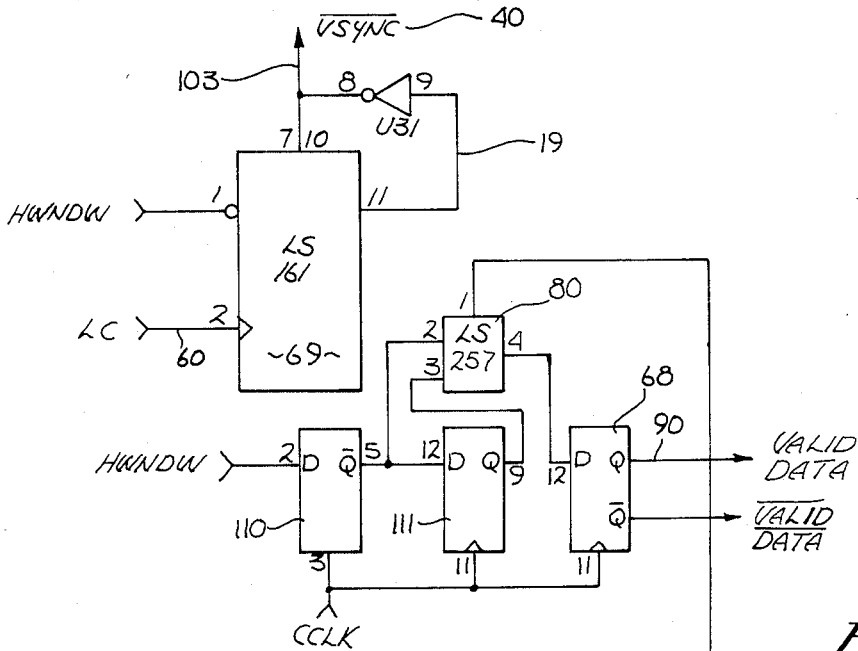 VSYNC 40
103
8 9
U31
7 10
19
1
11
HWNDW
LS
161
1
80
2
LC
60
~69~
2
LS
4
257
3
68
90
HWNDW
2
D
Q
5
12
D
Q
9
12
D
Q
VALID
DATA
Q
VALID
DATA
110
111
3
11
11
CCLK